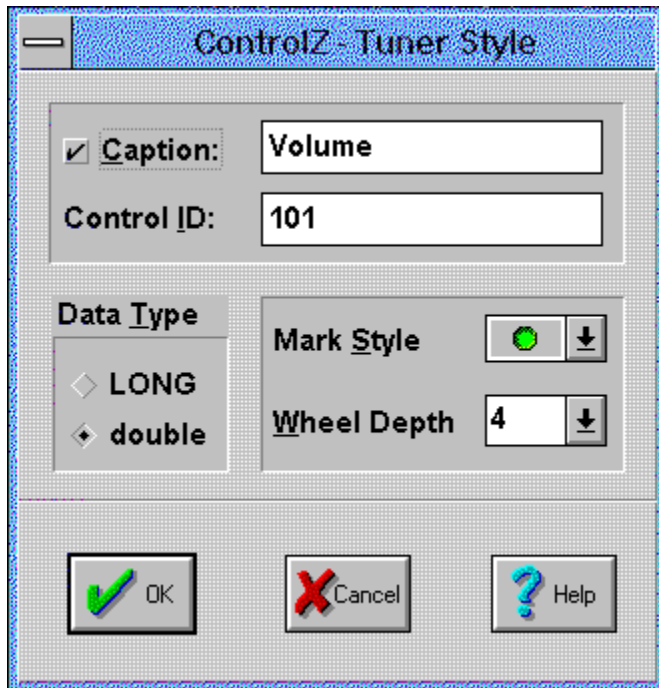 ControlZ - Tuner Style
Caption: Volume
Control ID: 101
Data Type
LONG
double
Mark Style
Wheel Depth 4
OK Cancel Help